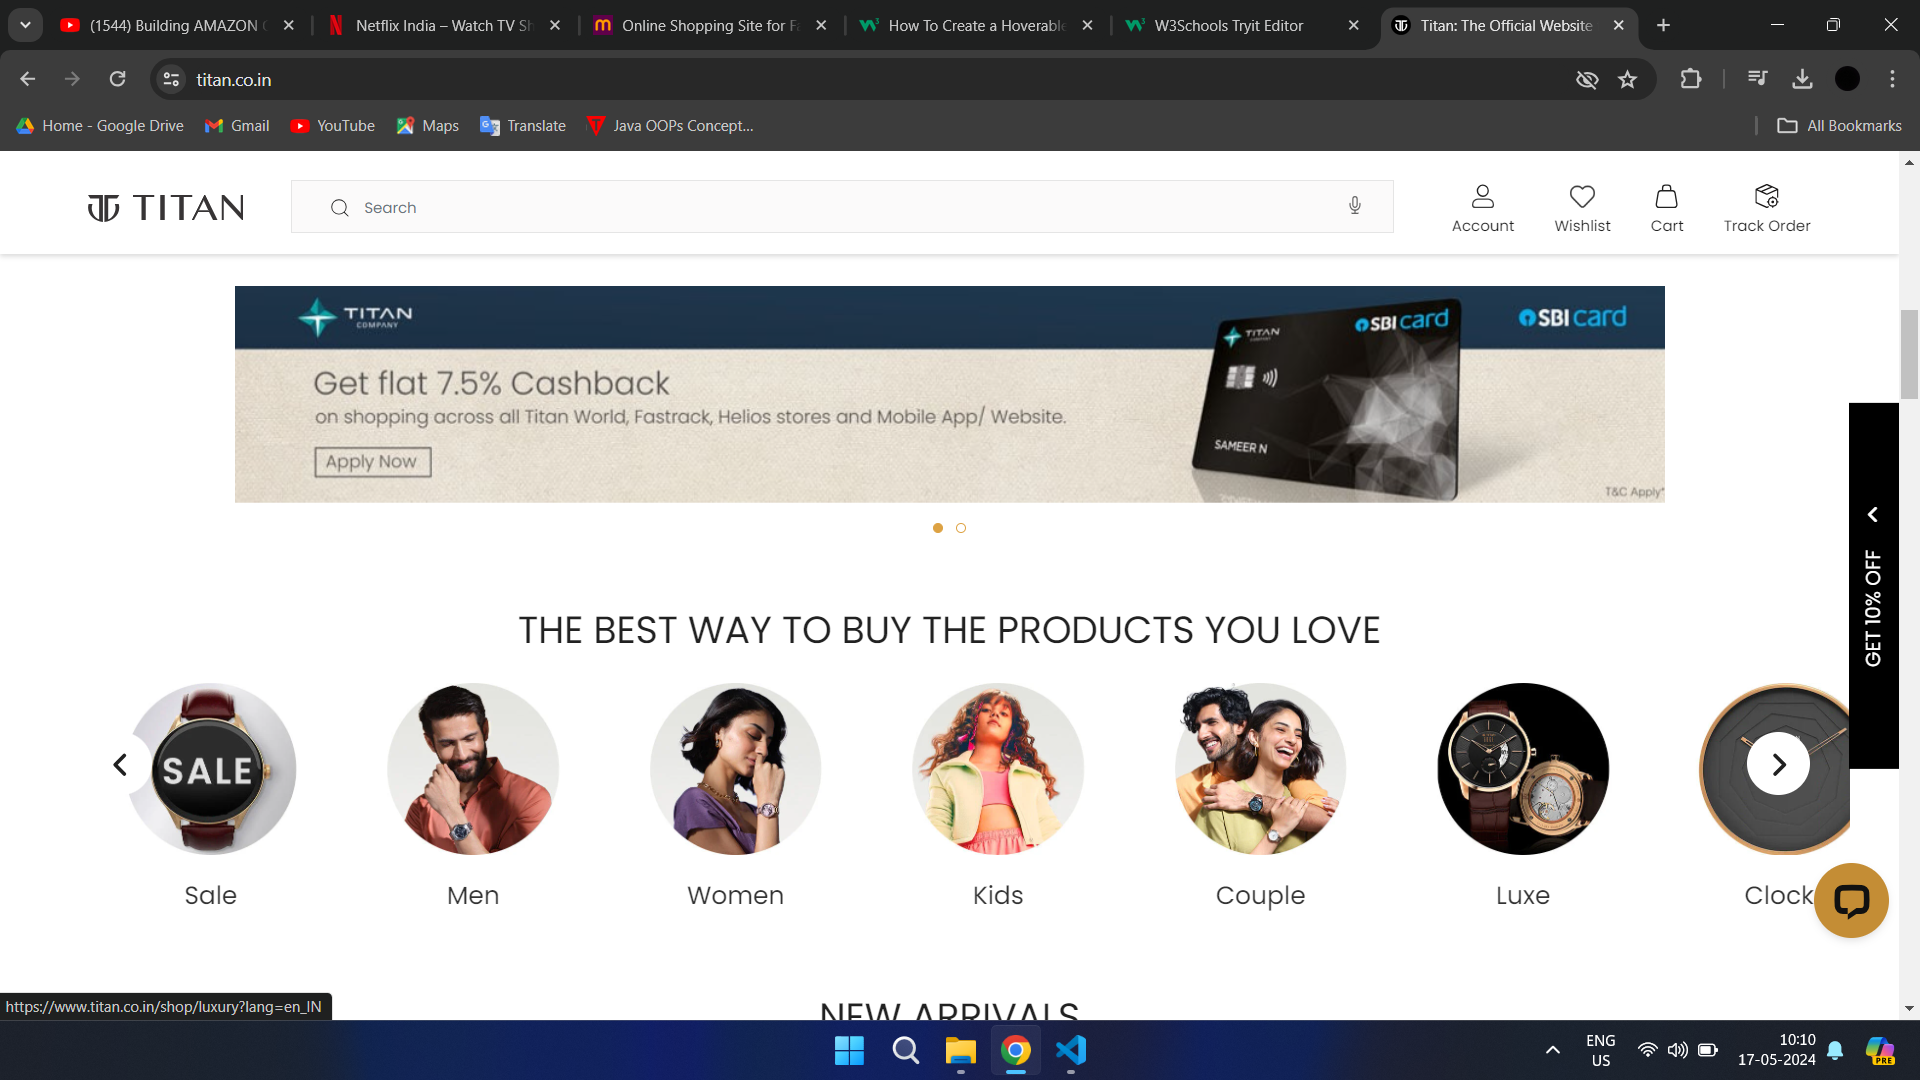 (1544) Building AMAZON
Netflix India – Watch TV Sh
Online Shopping Site for Fa
How To Create a Hoverable
W3Schools Tryit Editor
Titan: The Official Website
titan.co.in
Home - Google Drive
Gmail
YouTube
Maps
Translate
Java OOPs Concept...
All Bookmarks
TITAN
Search
Account
Wishlist
Cart
Track Order
TITAN
COMPANY
SBI card
TITAN
COMPANY
SBI card
Get flat 7.5% Cashback
on shopping across all Titan World, Fastrack, Helios stores and Mobile App/ Website.
SAMEER N
Apply Now
T&C Apply*
GET 10% OFF
THE BEST WAY TO BUY THE PRODUCTS YOU LOVE
SALE
Sale
Men
Women
Kids
Couple
Luxe
Clock
NEW ARRIVALS
https://www.titan.co.in/shop/luxury?lang=en_IN
ENG
US
10:10
17-05-2024
PRE